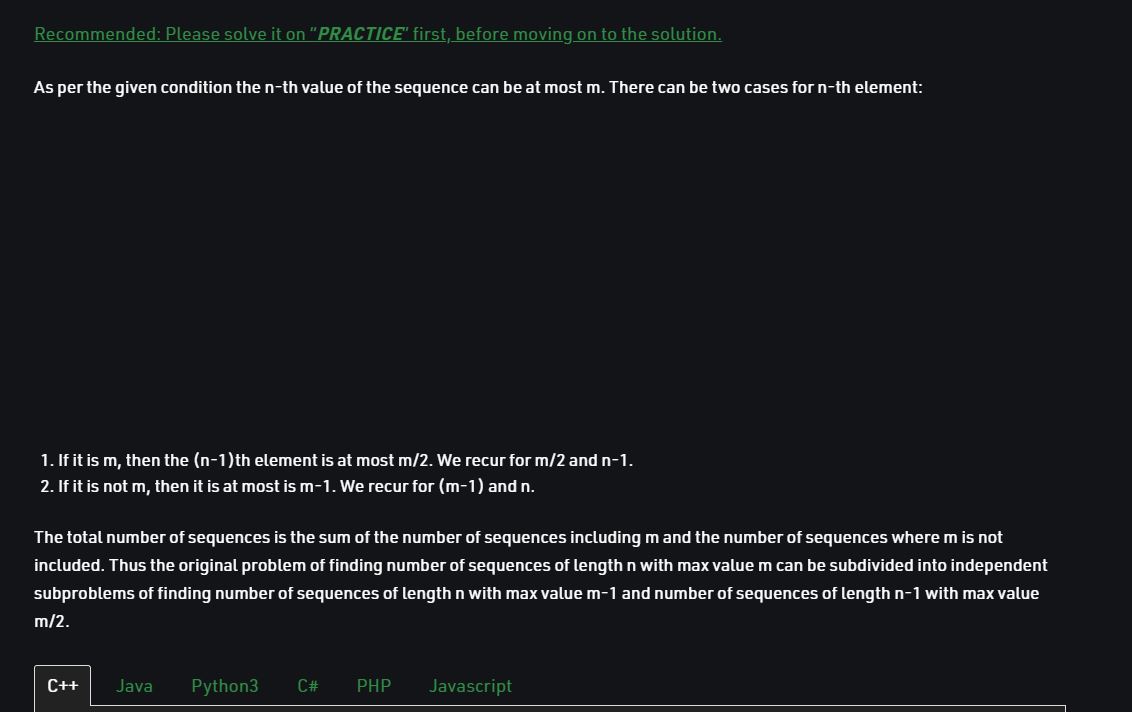 Recommended: Please solve it on "PRACTICE" first, before moving on to the solution.
As per the given condition the n-th value of the sequence can be at most m. There can be two cases for n-th element:
1. If it is m, then the (n-1)th element is at most m/2. We recur for m/2 and n-1.
2. If it is not m, then it is at most is m-1. We recur for (m-1) and n.
The total number of sequences is the sum of the number of sequences including m and the number of sequences where m is not
included. Thus the original problem of finding number of sequences of length n with max value m can be subdivided into independent
subproblems of finding number of sequences of length n with max value m-1 and number of sequences of length n-1 with max value
m/2.
C++ Java Python3 C# PHP Javascript